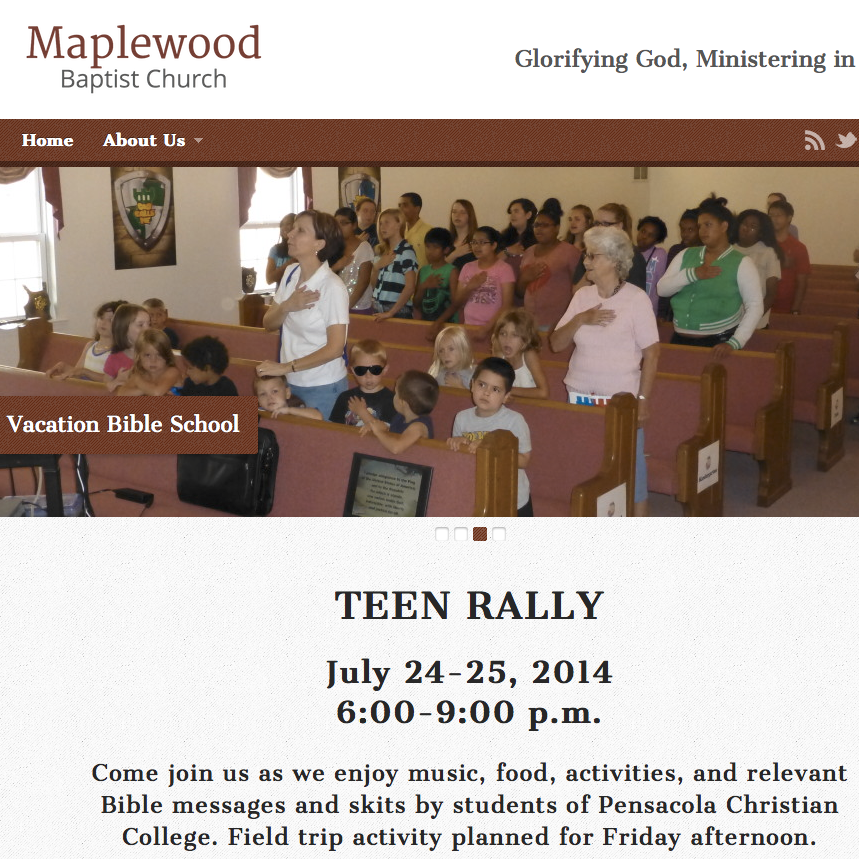 Maplewood
Baptist Church
Glorifying God, Ministering in
Home
About Us
Vacation Bible School
TEEN RALLY
July 24-25, 2014
6:00-9:00 p.m.
Come join us as we enjoy music, food, activities, and relevant
Bible messages and skits by students of Pensacola Christian
College. Field trip activity planned for Friday afternoon.